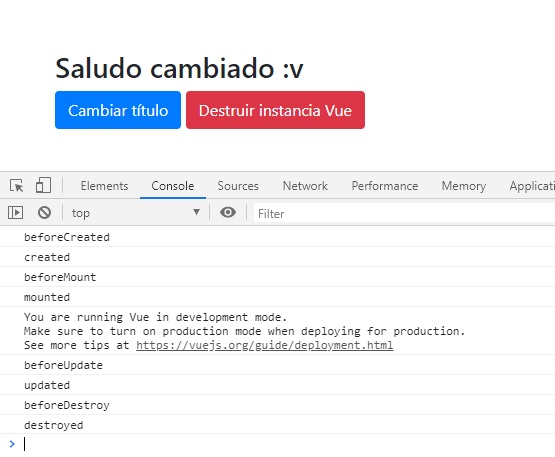 Saludo cambiado :v
Cambiar título Destruir instancia Vue
Elements Console Sources Network Performance Memory Applicati
top Filter
beforeCreated
created
beforeMount
mounted
You are running Vue in development mode.
Make sure to turn on production mode when deploying for production.
See more tips at https://vuejs.org/guide/deployment.html
beforeUpdate
updated
beforeDestroy
destroyed